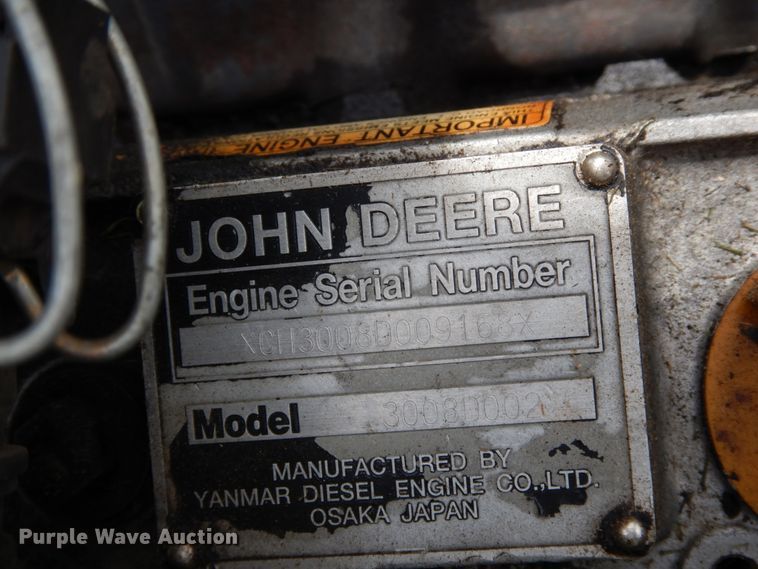 IMPORTANT ENGINE
JOHN DEERE
Engine Serial Number
XCH3008D009168X
Model 3008D002
MANUFACTURED BY
YANMAR DIESEL ENGINE CO.,LTD.
OSAKA JAPAN
Purple Wave Auction